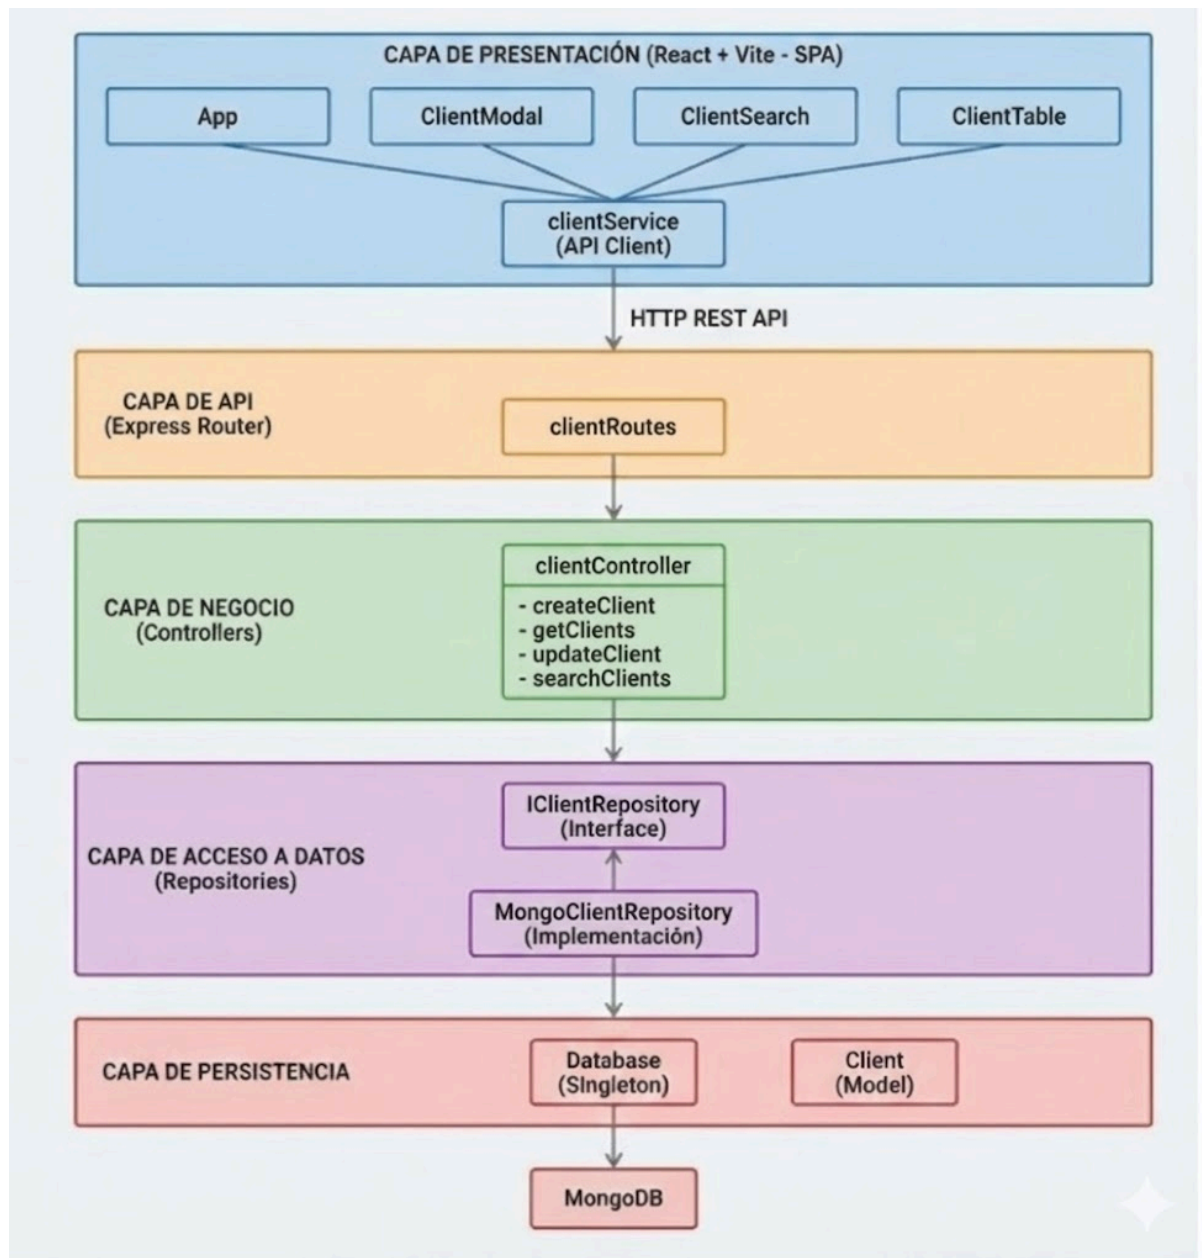 CAPA DE PRESENTACIÓN (React + Vite - SPA)
App
ClientModal
ClientSearch
ClientTable
clientService
(API Client)
HTTP REST API
CAPA DE API
(Express Router)
clientRoutes
CAPA DE NEGOCIO
(Controllers)
clientController
- createClient
- getClients
- updateClient
- searchClients
CAPA DE ACCESO A DATOS
(Repositories)
IClientRepository
(Interface)
MongoClientRepository
(Implementación)
CAPA DE PERSISTENCIA
Database
(SIngleton)
Client
(Model)
MongoDB